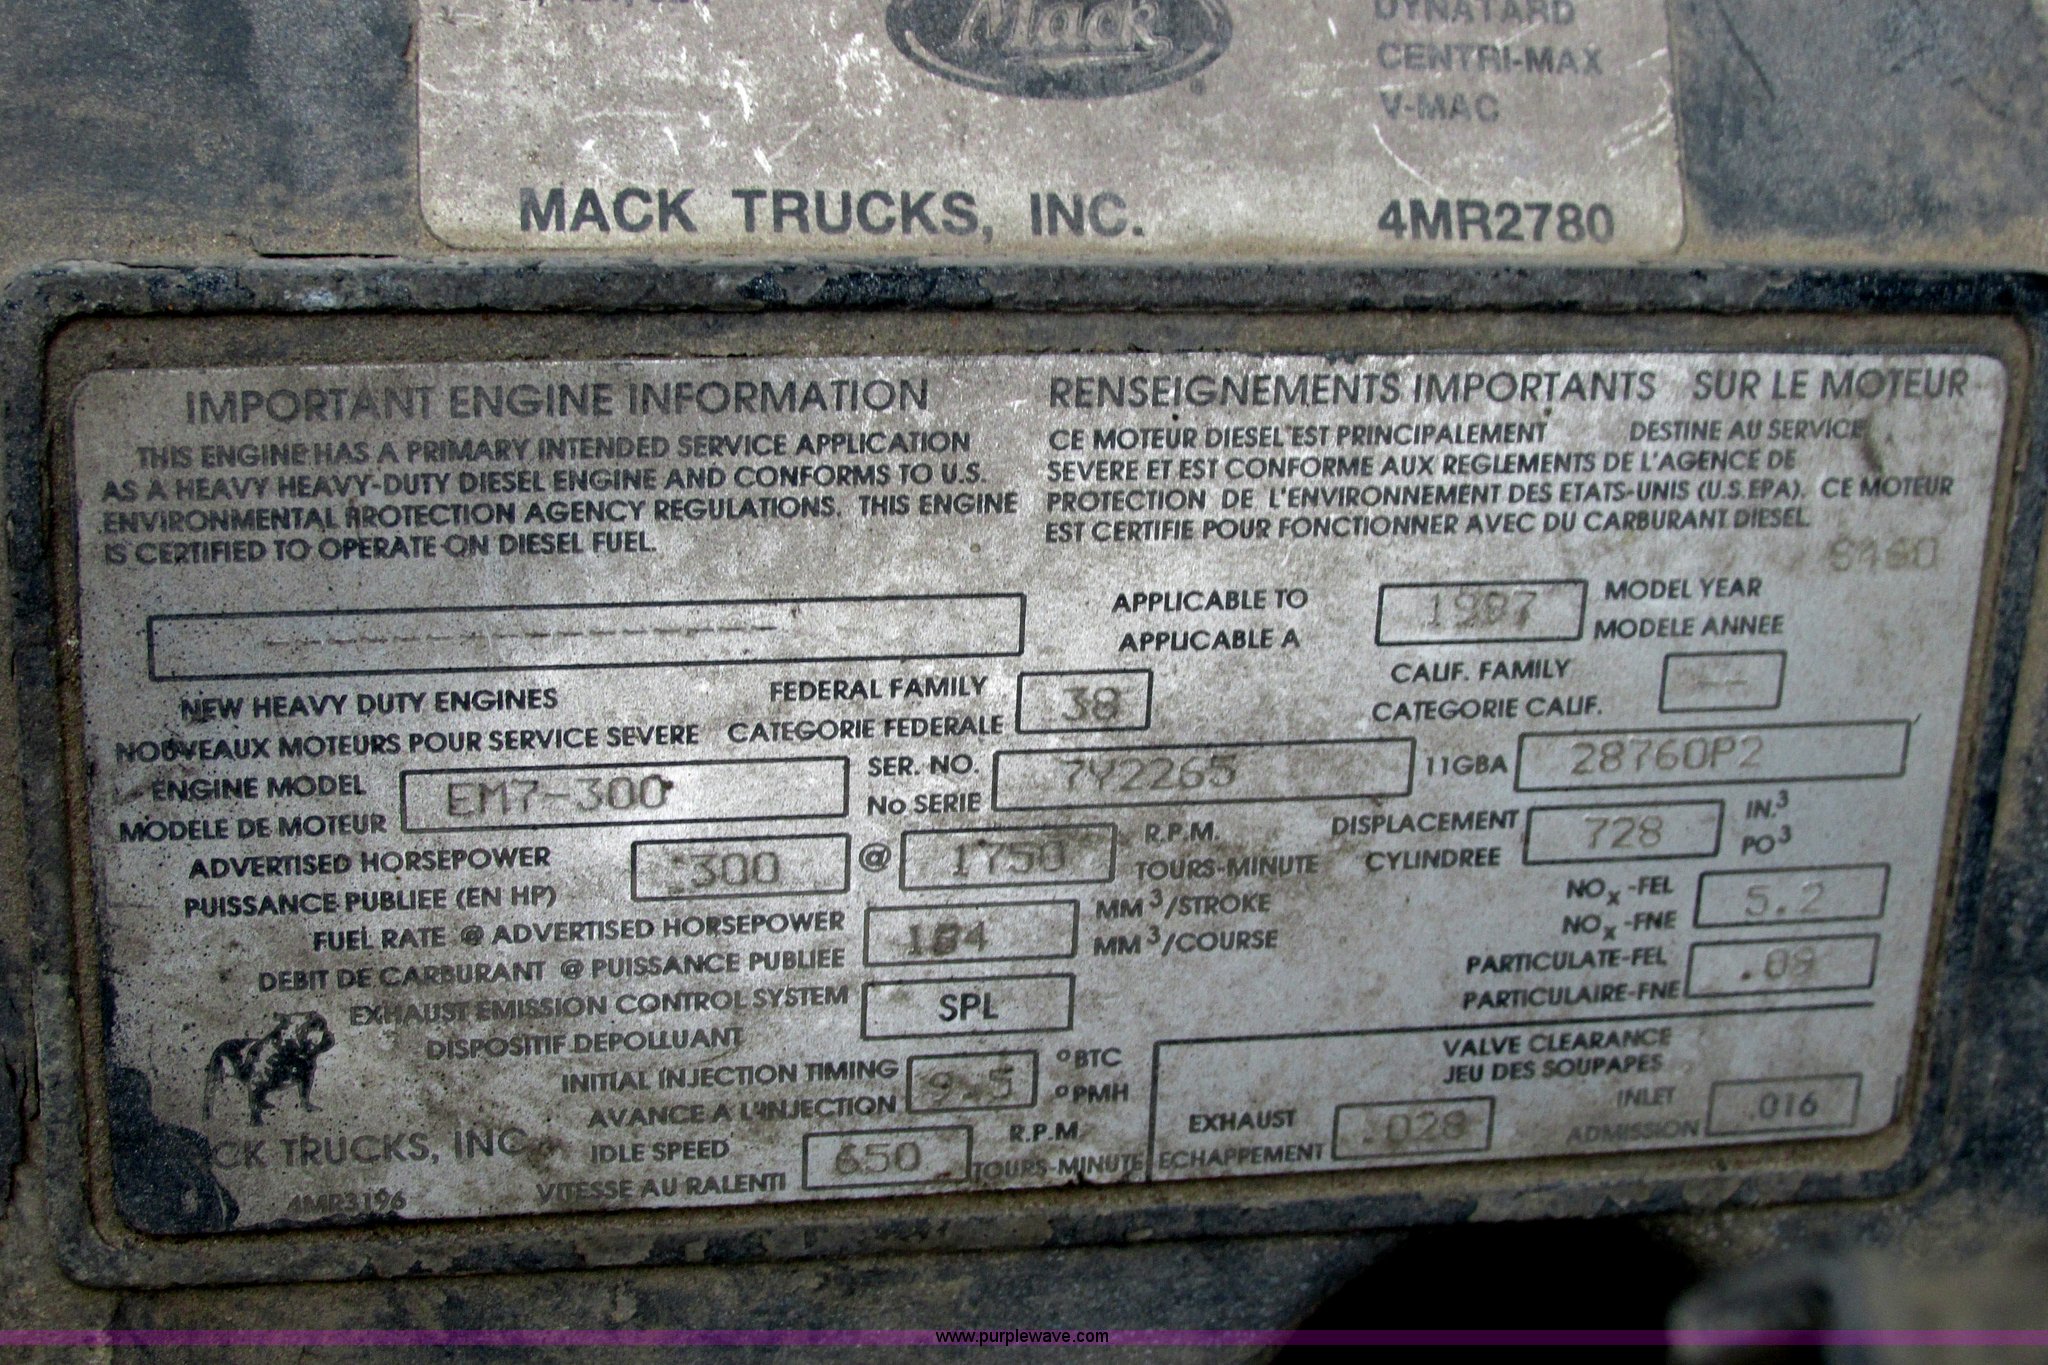 Mack
DYNATARD
CENTRI-MAX
V-MAC
MACK TRUCKS, INC. 4MR2780
IMPORTANT ENGINE INFORMATION
THIS ENGINE HAS A PRIMARY INTENDED SERVICE APPLICATION
AS A HEAVY HEAVY-DUTY DIESEL ENGINE AND CONFORMS TO U.S.
ENVIRONMENTAL PROTECTION AGENCY REGULATIONS. THIS ENGINE
IS CERTIFIED TO OPERATE ON DIESEL FUEL.
RENSEIGNEMENTS IMPORTANTS SUR LE MOTEUR
CE MOTEUR DIESEL EST PRINCIPALEMENT DESTINE AU SERVICE
SEVERE ET EST CONFORME AUX REGLEMENTS DE L'AGENCE DE
PROTECTION DE L'ENVIRONNEMENT DES ETATS-UNIS (U.S.EPA). CE MOTEUR
EST CERTIFIE POUR FONCTIONNER AVEC DU CARBURANT DIESEL.
APPLICABLE TO 1997 MODEL YEAR
APPLICABLE A MODELE ANNEE
NEW HEAVY DUTY ENGINES FEDERAL FAMILY 38 CALIF. FAMILY --
NOUVEAUX MOTEURS POUR SERVICE SEVERE CATEGORIE FEDERALE CATEGORIE CALIF.
ENGINE MODEL EM7-300 SER. NO. 7Y2265 11GBA 28760P2
MODELE DE MOTEUR No SERIE
ADVERTISED HORSEPOWER 300 @ 1750 R.P.M. DISPLACEMENT 728 IN.³
PUISSANCE PUBLIEE (EN HP) TOURS-MINUTE CYLINDREE PO³
FUEL RATE @ ADVERTISED HORSEPOWER MM³/STROKE NOx-FEL 5.2
DEBIT DE CARBURANT @ PUISSANCE PUBLIEE MM³/COURSE NOx-FNE
EXHAUST EMISSION CONTROL SYSTEM SPL PARTICULATE-FEL
DISPOSITIF DEPOLLUANT PARTICULAIRE-FNE
INITIAL INJECTION TIMING 9.5 °BTC VALVE CLEARANCE
AVANCE A L'INJECTION °PMH JEU DES SOUPAPES
IDLE SPEED 650 R.P.M. EXHAUST .028 INLET .016
VITESSE AU RALENTI TOURS-MINUTE ECHAPPEMENT ADMISSION
CK TRUCKS, INC.
4MR3196
www.purplewave.com